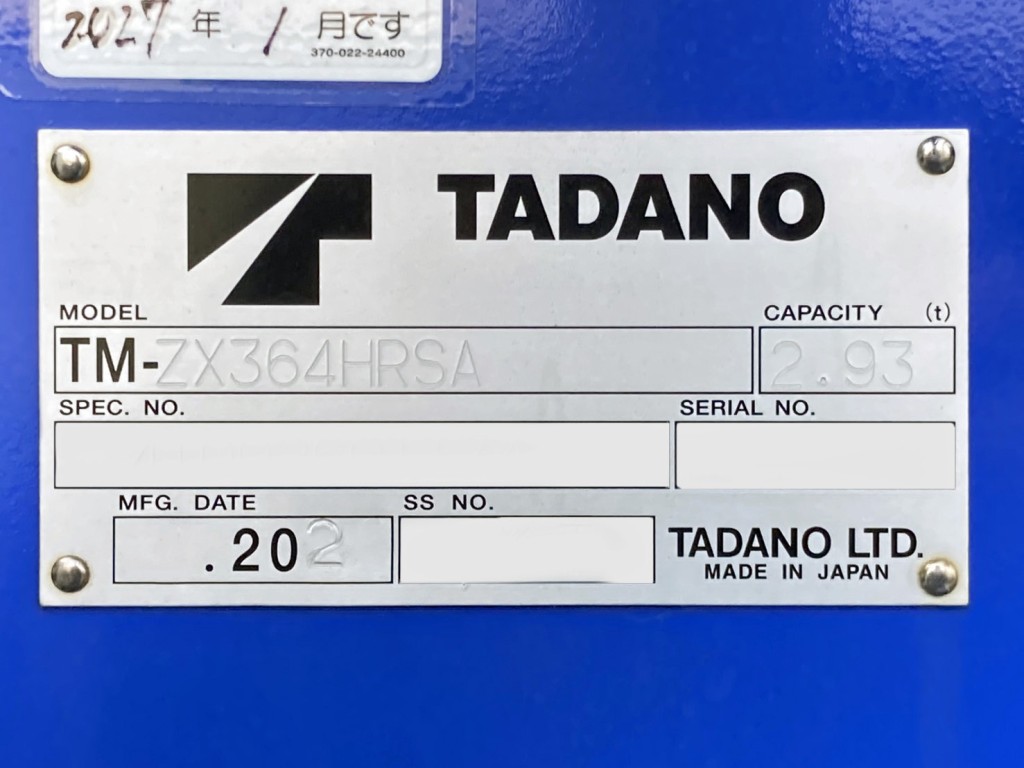 2027 年 1 月です
370-022-24400
TADANO
MODEL CAPACITY (t)
TM-ZX364HRSA 2.93
SPEC. NO. SERIAL NO.
MFG. DATE SS NO.
.202
TADANO LTD.
MADE IN JAPAN